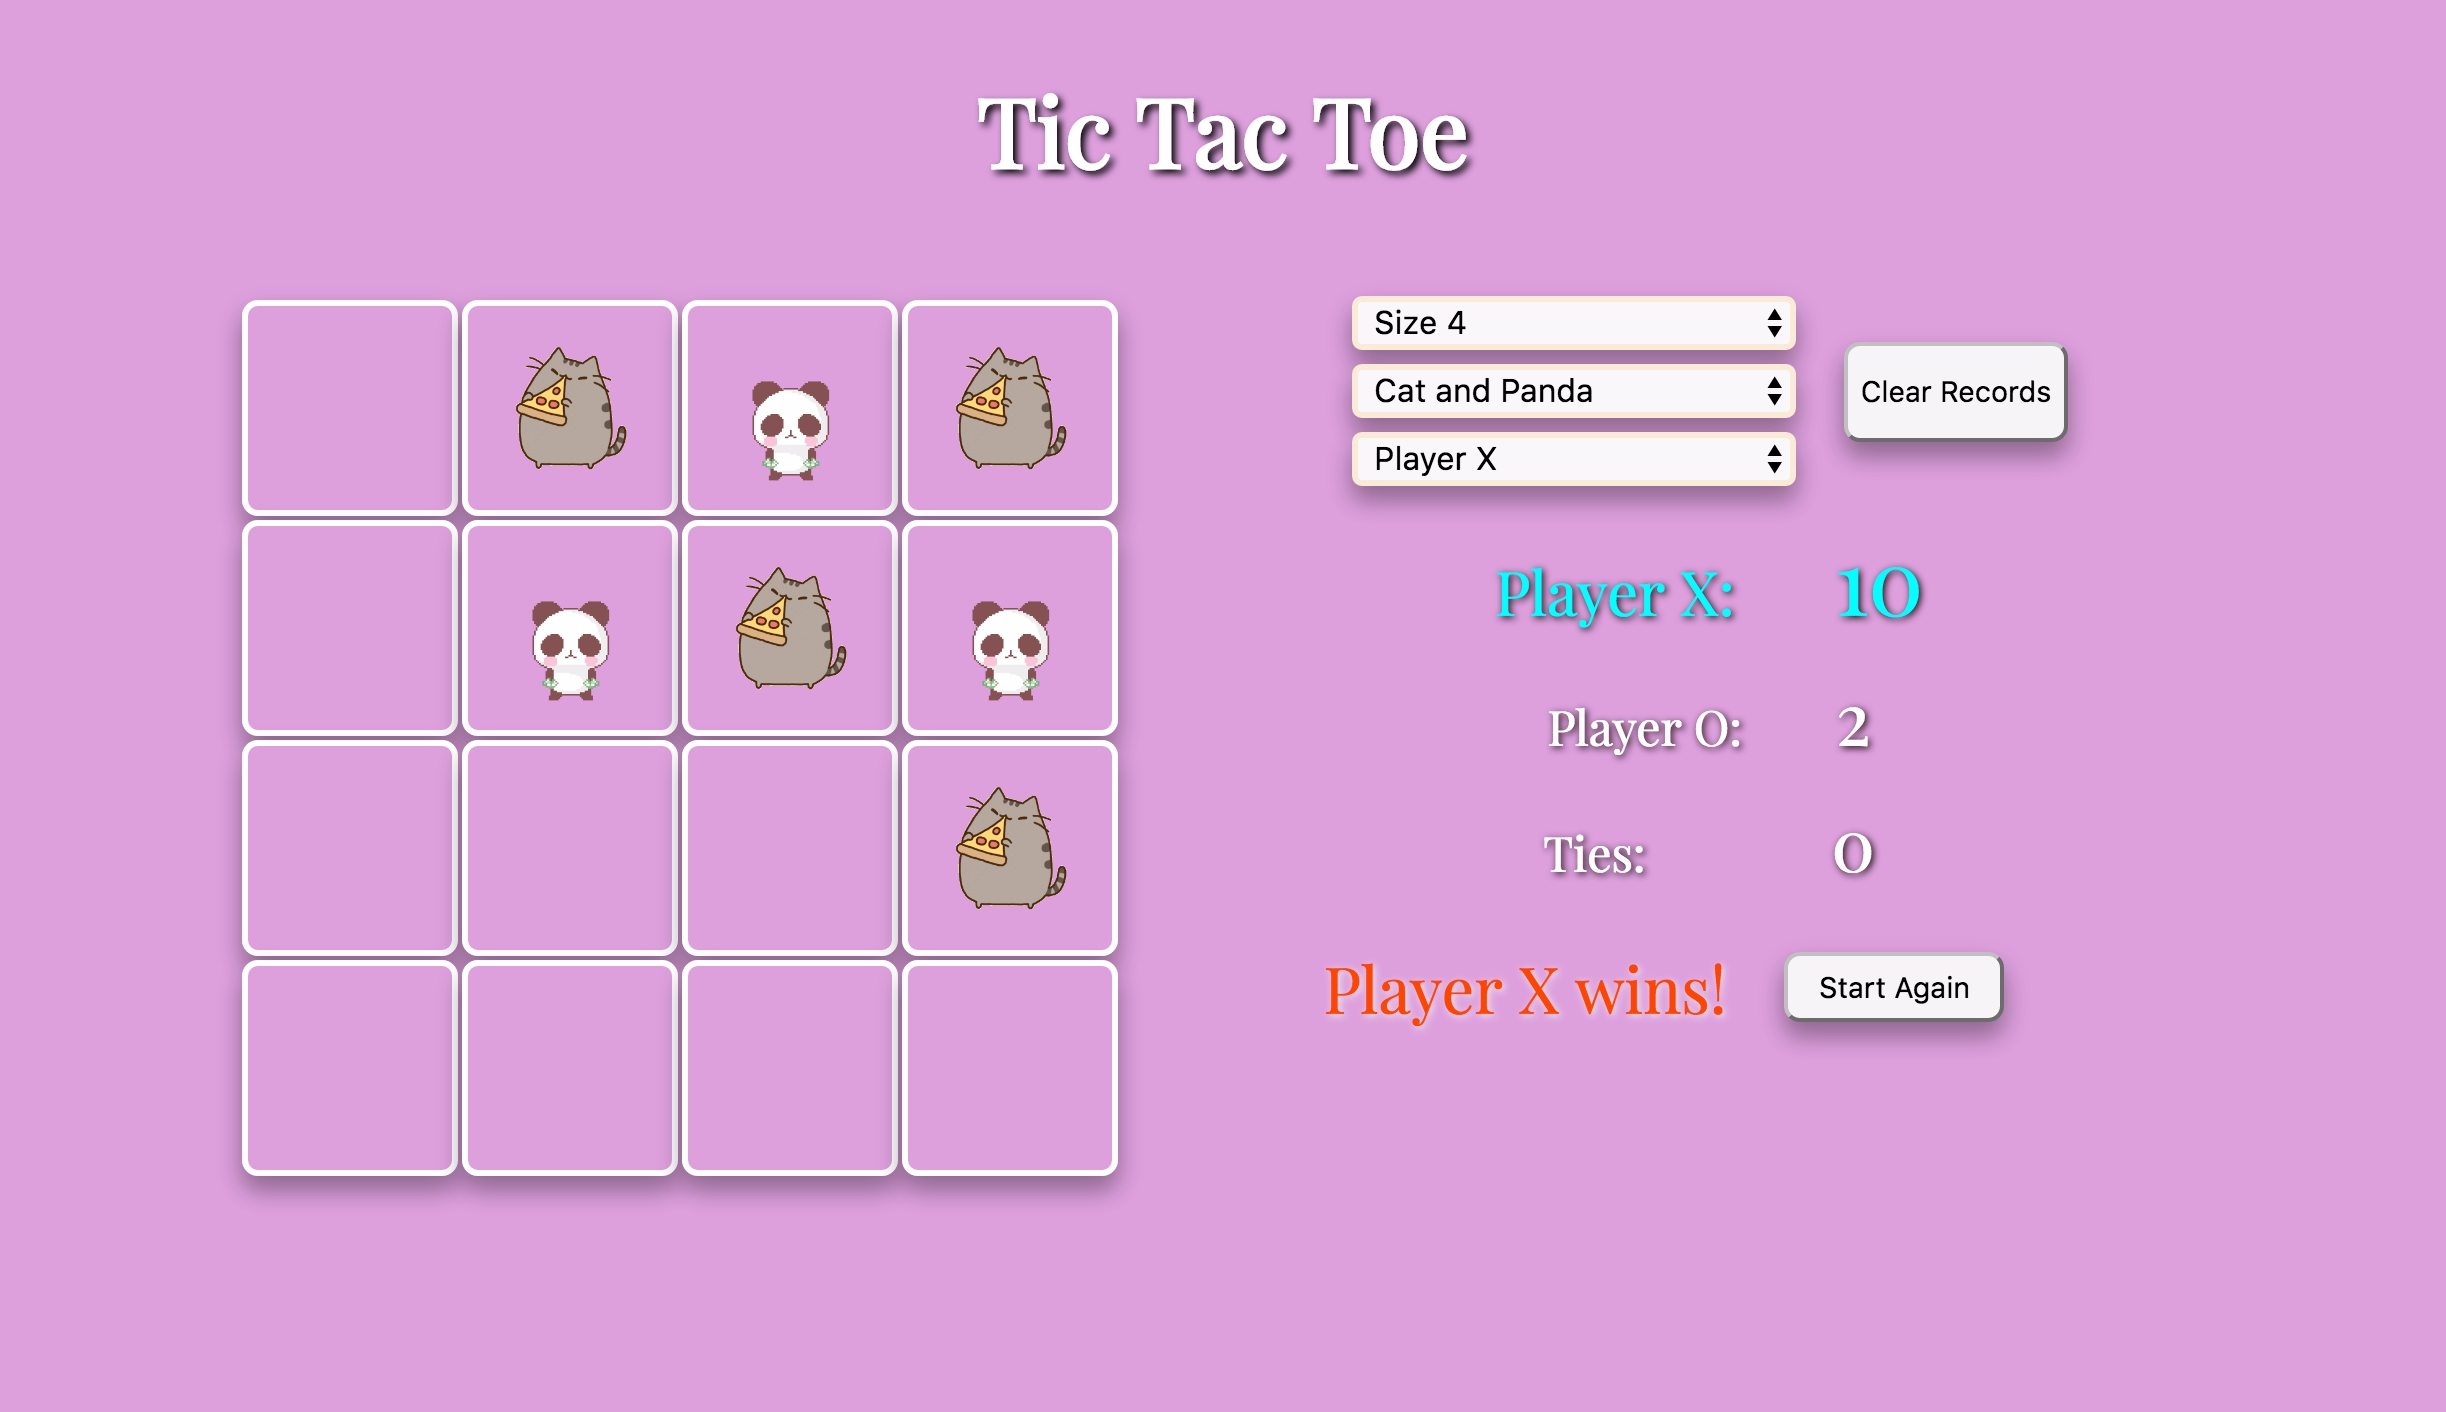 Tic Tac Toe
Size 4
Cat and Panda
Player X
Clear Records
Player X: 10
Player O: 2
Ties: 0
Player X wins!
Start Again